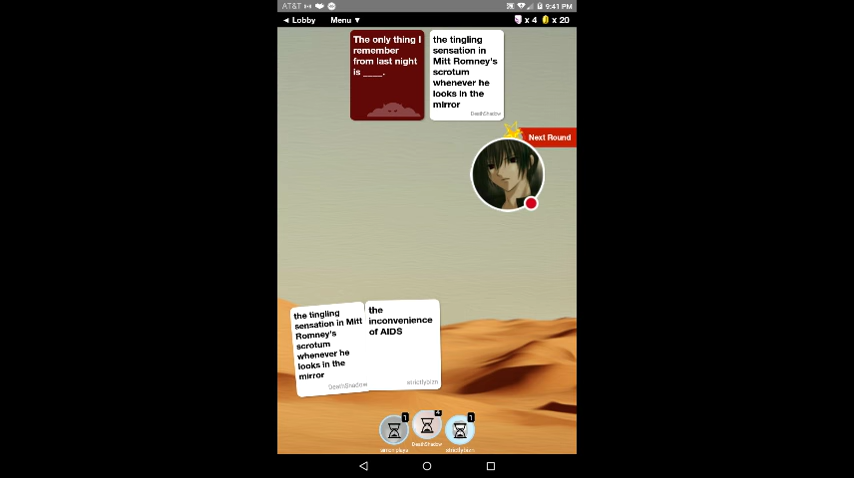 AT&T
9:41 PM
◄ Lobby
Menu ▼
x 4
x 20
The only thing I
remember
from last night
is ____.
the tingling
sensation in
Mitt Romney's
scrotum
whenever he
looks in the
mirror
DeathShadow
Next Round
the tingling
sensation in Mitt
Romney's
scrotum
whenever he
looks in the
mirror
DeathShadow
the
inconvenience
of AIDS
strictlybizn
1
4
1
DeathShadow
strictlybizn